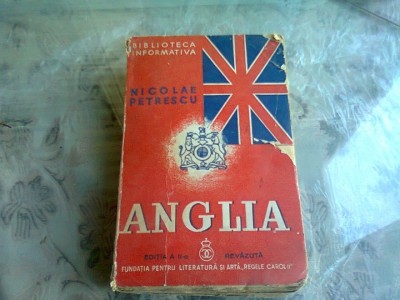 BIBLIOTECA
INFORMATIVA
NICOLAE
PETRESCU
ANGLIA
EDIȚIA A II-a REVĂZUTĂ
FUNDAȚIA PENTRU LITERATURĂ ȘI ARTĂ „REGELE CAROL II"